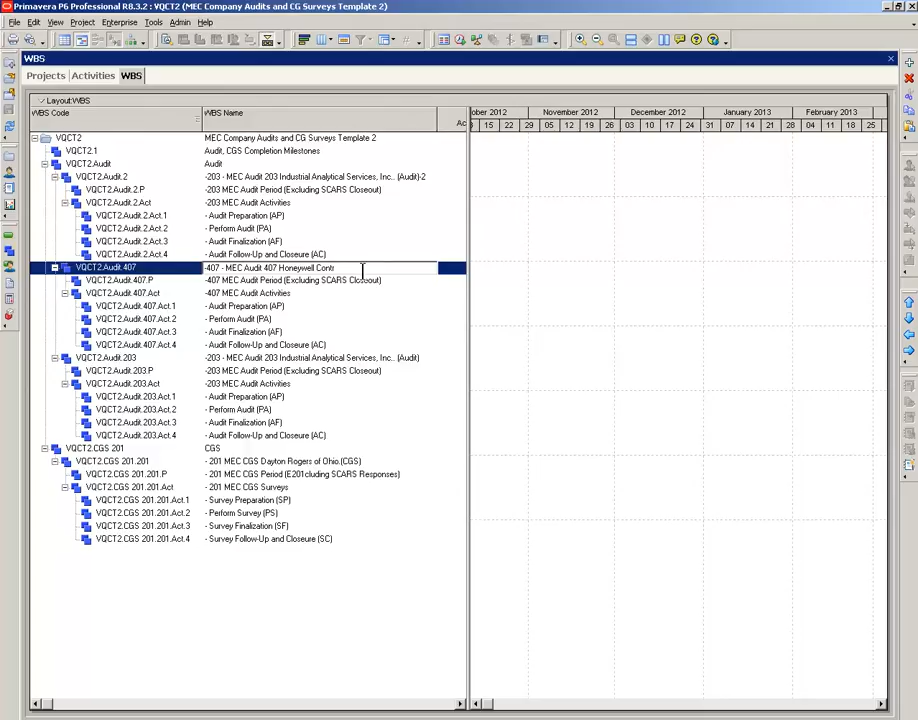 Primavera P6 Professional R8.3.2 : VQCT2 (MEC Company Audits and CG Surveys Template 2)
File Edit View Project Enterprise Tools Admin Help
WBS
Projects Activities WBS
Layout:WBS
WBS Code WBS Name Ac
ober 2012 November 2012 December 2012 January 2013 February 2013
15 22 29 05 12 19 26 03 10 17 24 31 07 14 21 28 04 11 18 25
VQCT2 MEC Company Audits and CG Surveys Template 2
VQCT2.1 Audit, CGS Completion Milestones
VQCT2.Audit Audit
VQCT2.Audit.2 -203 - MEC Audit 203 Industrial Analytical Services, Inc.. (Audit)-2
VQCT2.Audit.2.P -203 MEC Audit Period (Excluding SCARS Closeout)
VQCT2.Audit.2.Act -203 MEC Audit Activities
VQCT2.Audit.2.Act.1 - Audit Preparation (AP)
VQCT2.Audit.2.Act.2 - Perform Audit (PA)
VQCT2.Audit.2.Act.3 - Audit Finalization (AF)
VQCT2.Audit.2.Act.4 - Audit Follow-Up and Closeure (AC)
VQCT2.Audit.407 -407 - MEC Audit 407 Honeywell Contr
VQCT2.Audit.407.P -407 MEC Audit Period (Excluding SCARS Closeout)
VQCT2.Audit.407.Act -407 MEC Audit Activities
VQCT2.Audit.407.Act.1 - Audit Preparation (AP)
VQCT2.Audit.407.Act.2 - Perform Audit (PA)
VQCT2.Audit.407.Act.3 - Audit Finalization (AF)
VQCT2.Audit.407.Act.4 - Audit Follow-Up and Closeure (AC)
VQCT2.Audit.203 -203 - MEC Audit 203 Industrial Analytical Services, Inc.. (Audit)
VQCT2.Audit.203.P -203 MEC Audit Period (Excluding SCARS Closeout)
VQCT2.Audit.203.Act -203 MEC Audit Activities
VQCT2.Audit.203.Act.1 - Audit Preparation (AP)
VQCT2.Audit.203.Act.2 - Perform Audit (PA)
VQCT2.Audit.203.Act.3 - Audit Finalization (AF)
VQCT2.Audit.203.Act.4 - Audit Follow-Up and Closeure (AC)
VQCT2.CGS 201 CGS
VQCT2.CGS 201.201 - 201 MEC CGS Dayton Rogers of Ohio.(CGS)
VQCT2.CGS 201.201.P - 201 MEC CGS Period (E201cluding SCARS Responses)
VQCT2.CGS 201.201.Act - 201 MEC CGS Surveys
VQCT2.CGS 201.201.Act.1 - Survey Preparation (SP)
VQCT2.CGS 201.201.Act.2 - Perform Survey (PS)
VQCT2.CGS 201.201.Act.3 - Survey Finalization (SF)
VQCT2.CGS 201.201.Act.4 - Survey Follow-Up and Closeure (SC)